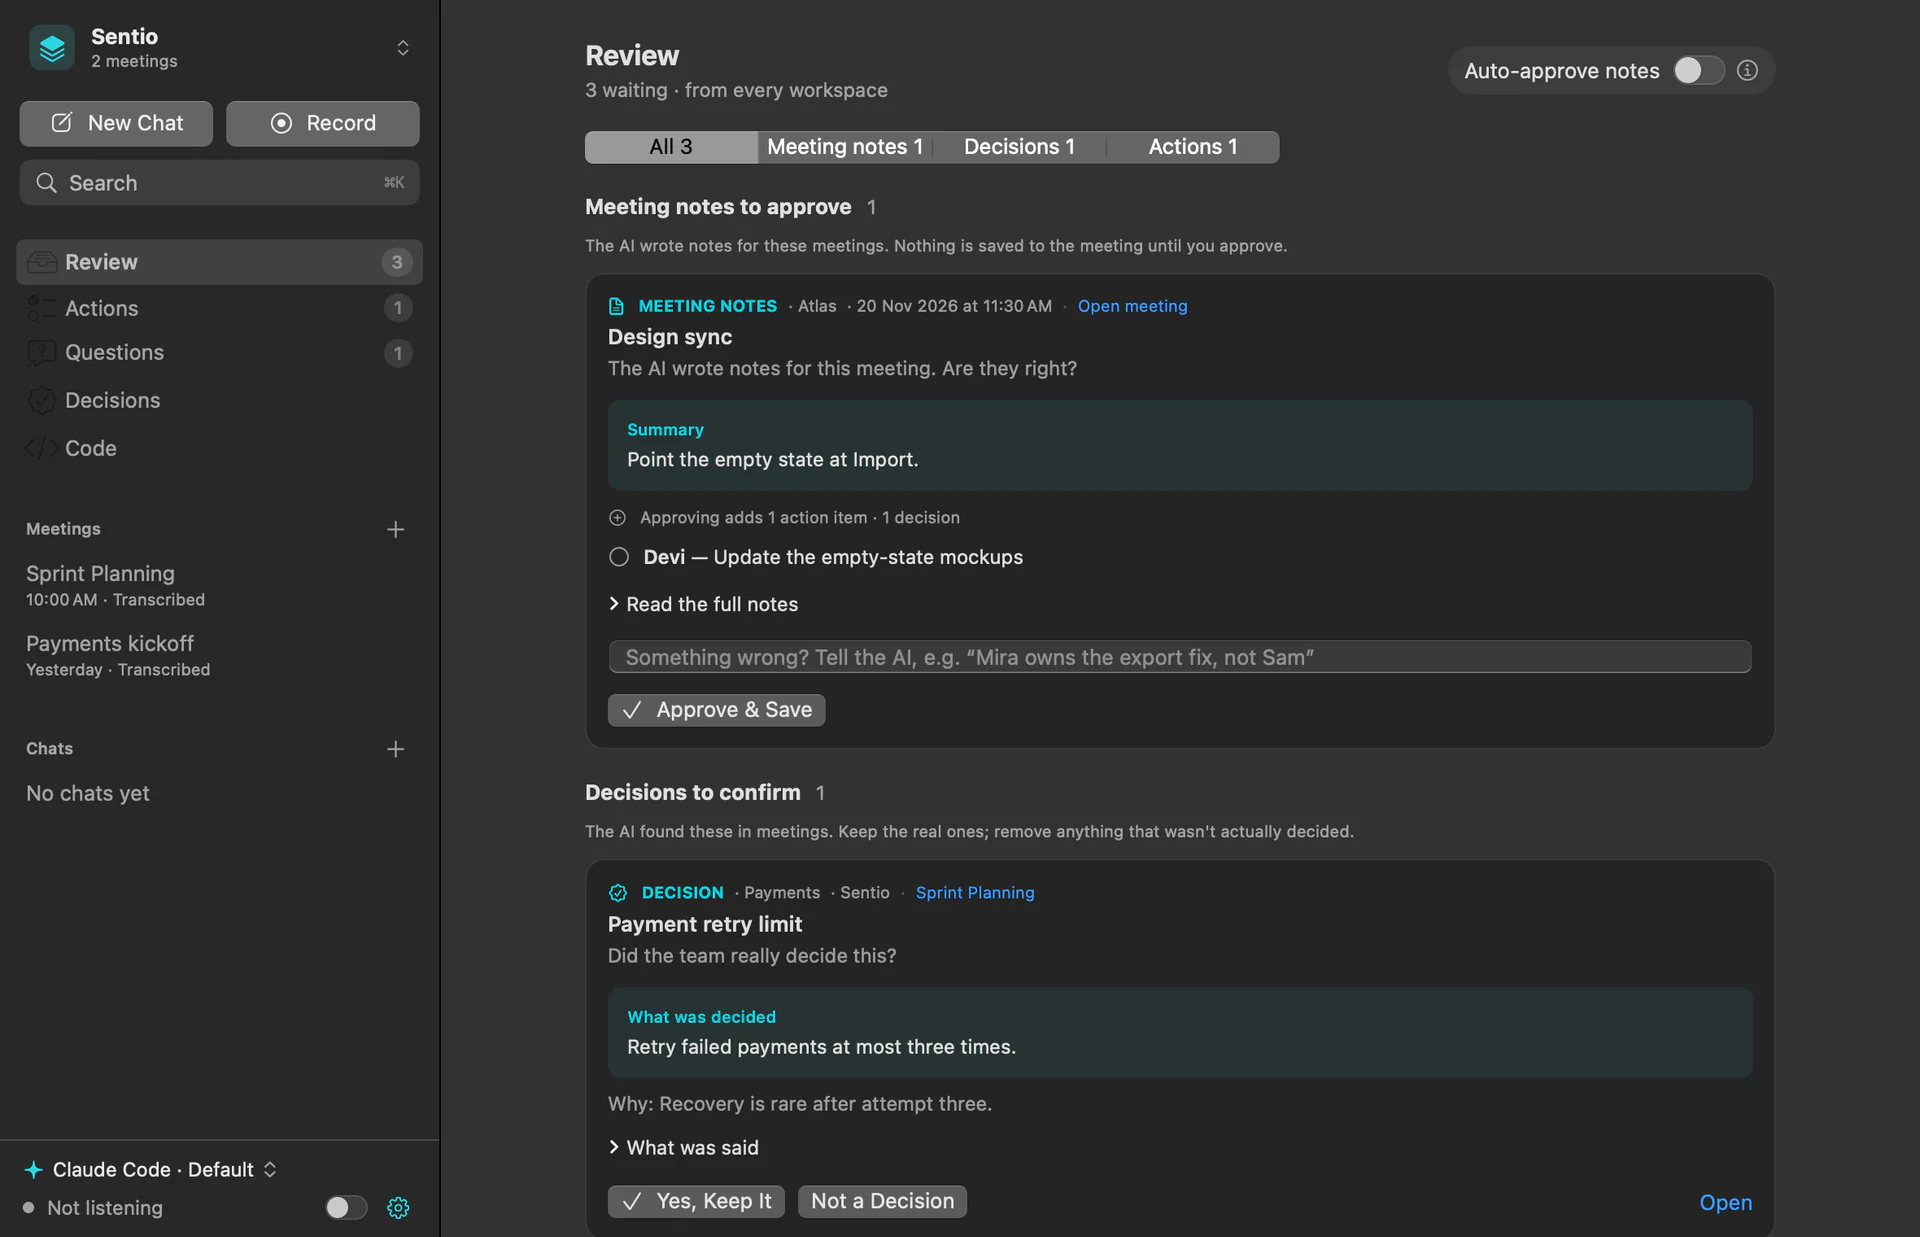 Sentio
2 meetings
New Chat
Record
Search
⌘K
Review 3
Actions 1
Questions 1
Decisions
Code
Meetings
Sprint Planning
10:00 AM · Transcribed
Payments kickoff
Yesterday · Transcribed
Chats
No chats yet
Claude Code · Default
Not listening
Review
3 waiting · from every workspace
Auto-approve notes
All 3
Meeting notes 1
Decisions 1
Actions 1
Meeting notes to approve 1
The AI wrote notes for these meetings. Nothing is saved to the meeting until you approve.
MEETING NOTES · Atlas · 20 Nov 2026 at 11:30 AM · Open meeting
Design sync
The AI wrote notes for this meeting. Are they right?
Summary
Point the empty state at Import.
Approving adds 1 action item · 1 decision
Devi — Update the empty-state mockups
Read the full notes
Something wrong? Tell the AI, e.g. “Mira owns the export fix, not Sam”
Approve & Save
Decisions to confirm 1
The AI found these in meetings. Keep the real ones; remove anything that wasn't actually decided.
DECISION · Payments · Sentio · Sprint Planning
Payment retry limit
Did the team really decide this?
What was decided
Retry failed payments at most three times.
Why: Recovery is rare after attempt three.
What was said
Yes, Keep It
Not a Decision
Open